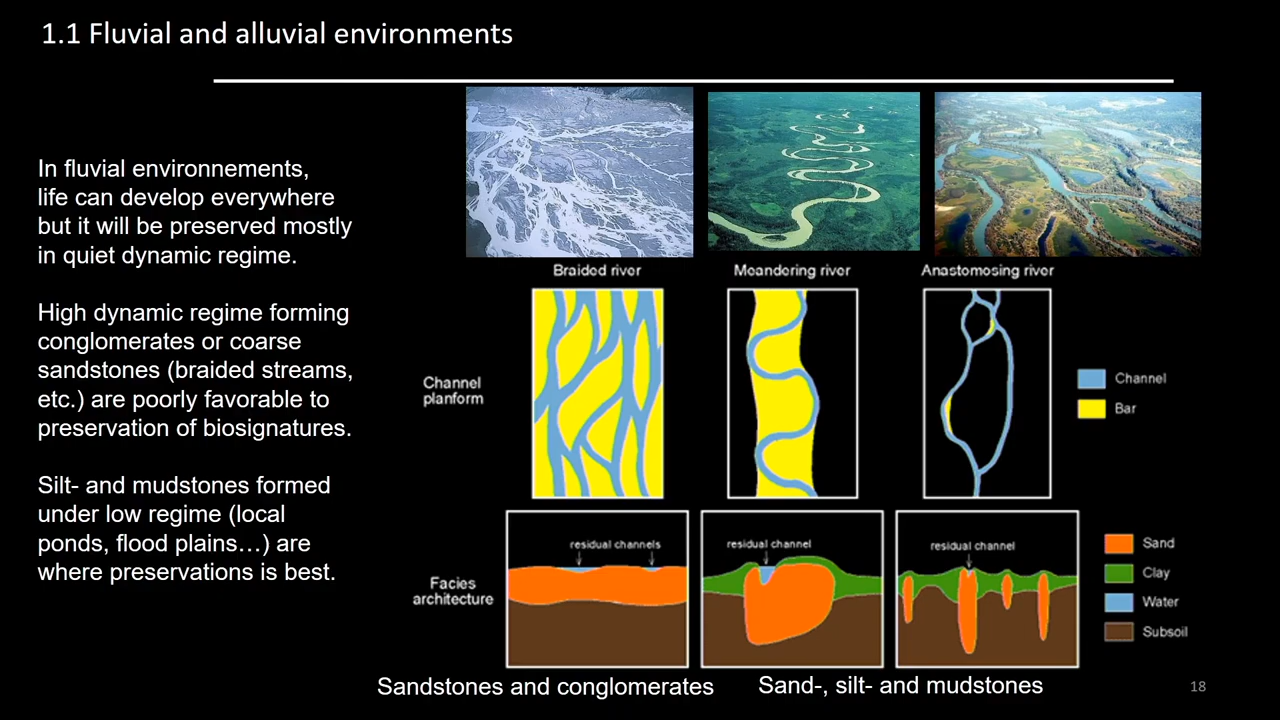 1.1 Fluvial and alluvial environments
In fluvial environnements,
life can develop everywhere
but it will be preserved mostly
in quiet dynamic regime.
High dynamic regime forming
conglomerates or coarse
sandstones (braided streams,
etc.) are poorly favorable to
preservation of biosignatures.
Silt- and mudstones formed
under low regime (local
ponds, flood plains…) are
where preservations is best.
Braided river
Meandering river
Anastomosing river
Channel
planform
Channel
Bar
residual channels
residual channel
residual channel
Facies
architecture
Sand
Clay
Water
Subsoil
Sandstones and conglomerates
Sand-, silt- and mudstones
18